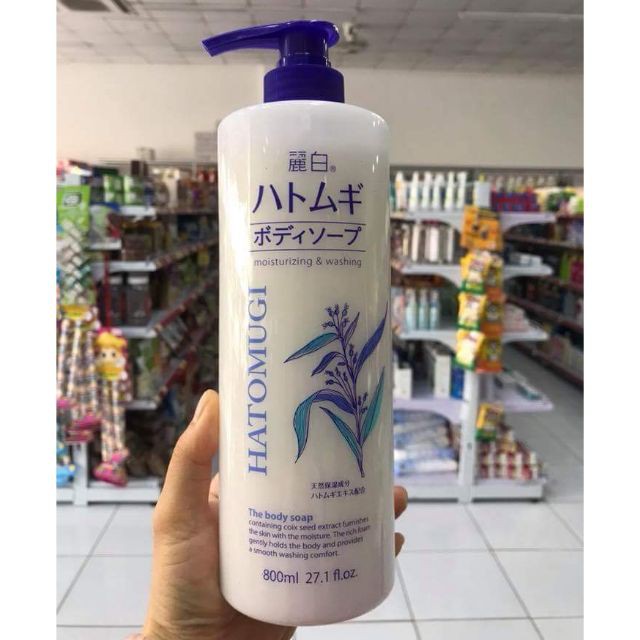 麗白®
ハトムギ
ボディソープ
moisturizing & washing
HATOMUGI
天然保湿成分
ハトムギエキス配合
The body soap
containing coix seed extract furnishes
the skin with the moisture. The rich foam
gently holds the body and provides
a smooth washing comfort.
800ml 27.1 fl.oz.